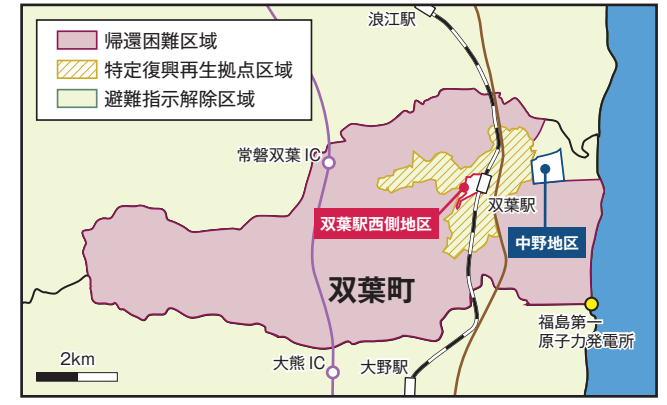 浪江駅
帰還困難区域
特定復興再生拠点区域
避難指示解除区域
常磐双葉 IC
双葉駅
双葉駅西側地区
中野地区
双葉町
福島第一
原子力発電所
2km
大熊 IC
大野駅